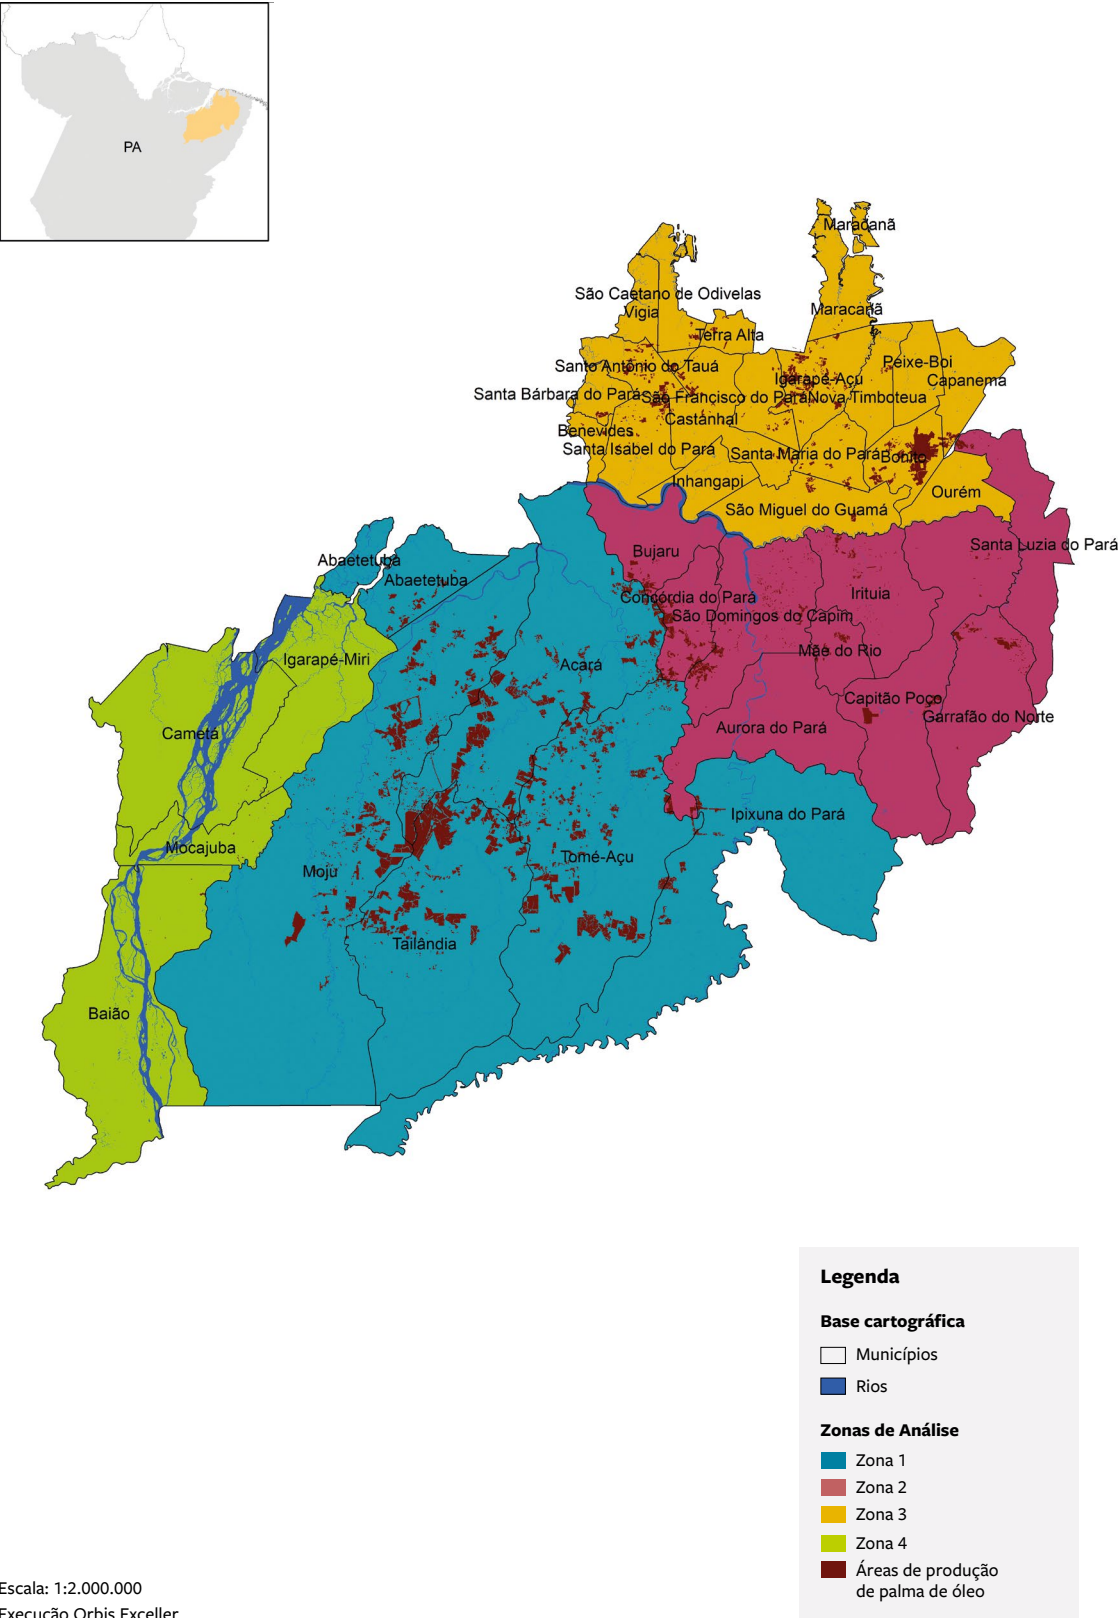 PA
Maracanã
São Caetano de Odivelas
Vigia
Maracanã
Terra Alta
Santo Antônio do Tauá
Peixe-Boi
Igarapé-Açu
Capanema
Santa Bárbara do Pará
São Francisco do Pará
Nova Timboteua
Castanhal
Benevides
Santa Isabel do Pará
Santa Maria do Pará
Bonito
Inhangapi
Ourém
São Miguel do Guamá
Santa Luzia do Pará
Bujaru
Abaetetuba
Abaetetuba
Concórdia do Pará
Irituia
São Domingos do Capim
Mãe do Rio
Igarapé-Miri
Acará
Capitão Poço
Garrafão do Norte
Aurora do Pará
Cametá
Ipixuna do Pará
Mocajuba
Tomé-Açu
Moju
Tailândia
Baião
Legenda
Base cartográfica
Municípios
Rios
Zonas de Análise
Zona 1
Zona 2
Zona 3
Zona 4
Áreas de produção
de palma de óleo
Escala: 1:2.000.000
Execução Orbis Exceller